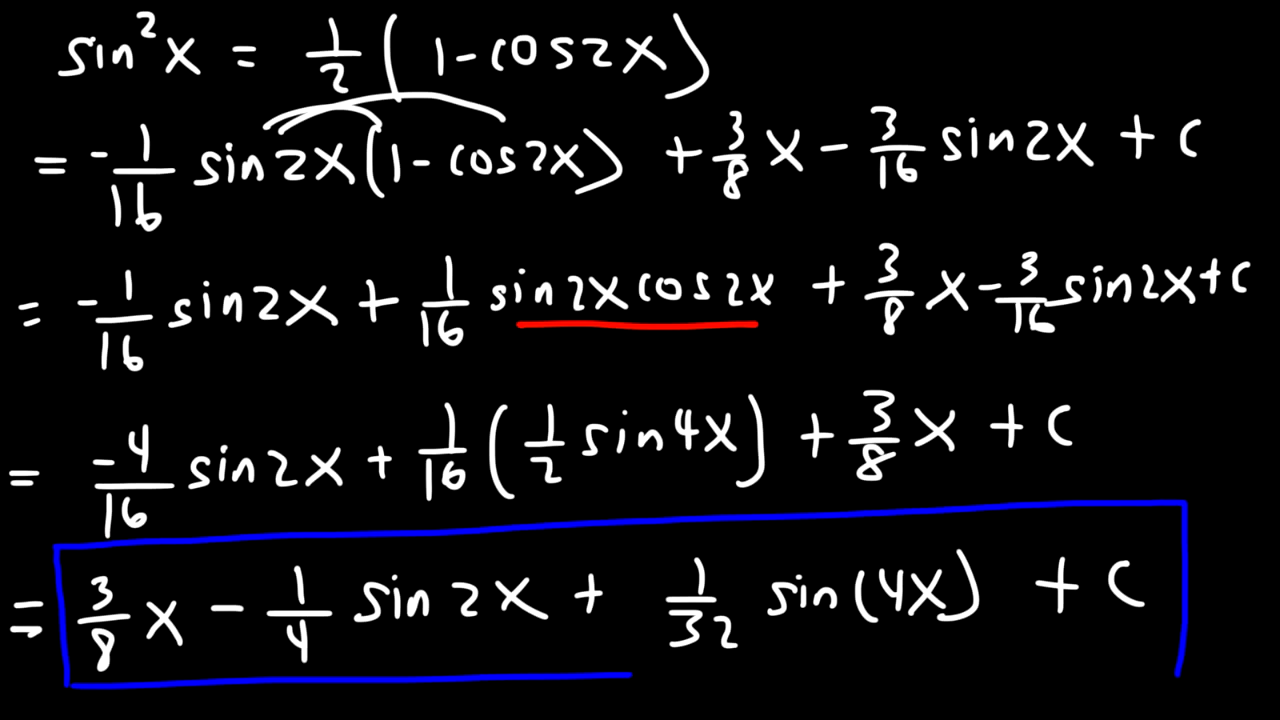 sin²x = 1/2 (1 - cos2x)
= -1/16 sin2x(1 - cos2x) + 3/8 x - 3/16 sin2x + C
= -1/16 sin2x + 1/16 sin2x cos2x + 3/8 x - 3/16 sin2x + C
= -4/16 sin2x + 1/16 (1/2 sin4x) + 3/8 x + C
= 3/8 x - 1/4 sin2x + 1/32 sin(4x) + C